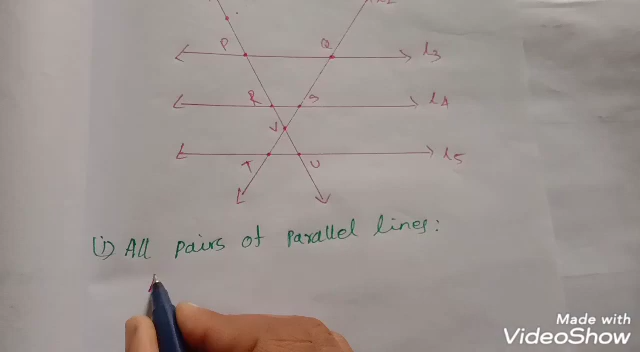 P Q l3
R S l4
V
T U l5
(i) All pairs of parallel lines:
Made with
VideoShow